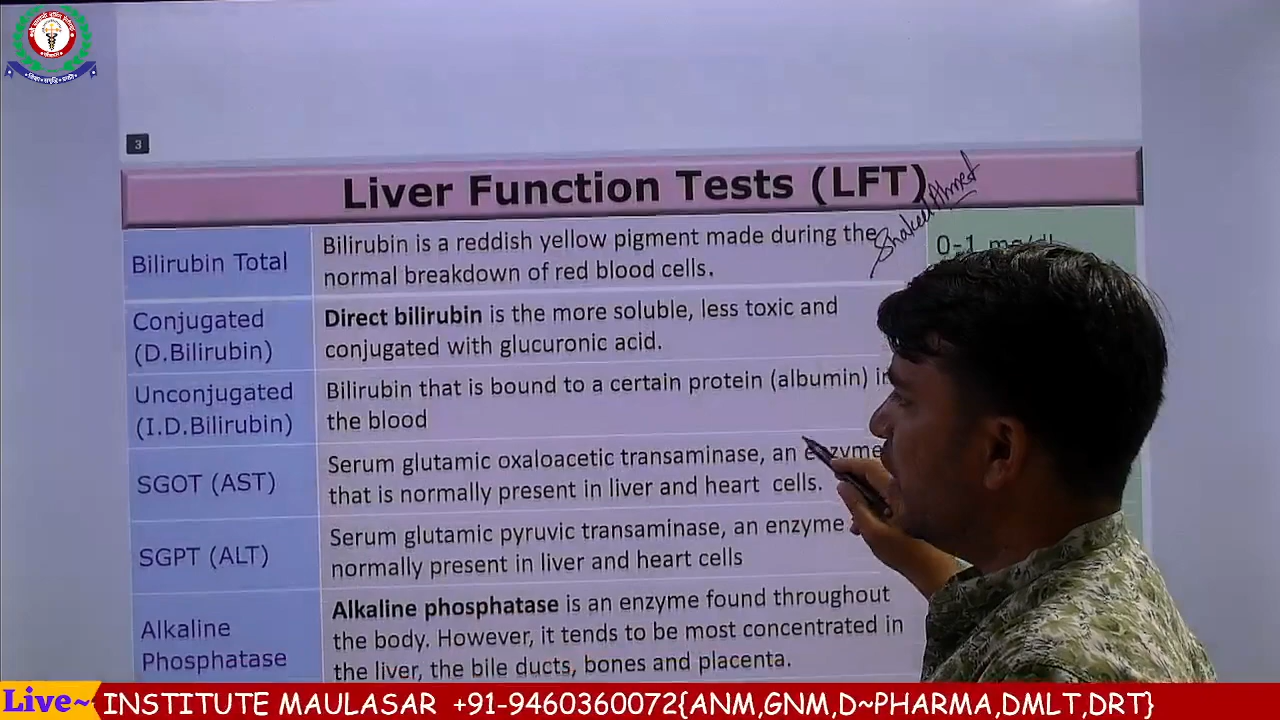 3
Liver Function Tests (LFT)
Shakeel Ahmet
Bilirubin Total
Bilirubin is a reddish yellow pigment made during the
normal breakdown of red blood cells.
0-1 mg/dl
Conjugated
(D.Bilirubin)
Direct bilirubin is the more soluble, less toxic and
conjugated with glucuronic acid.
Unconjugated
(I.D.Bilirubin)
Bilirubin that is bound to a certain protein (albumin) in
the blood
SGOT (AST)
Serum glutamic oxaloacetic transaminase, an enzyme
that is normally present in liver and heart cells.
SGPT (ALT)
Serum glutamic pyruvic transaminase, an enzyme
normally present in liver and heart cells
Alkaline
Phosphatase
Alkaline phosphatase is an enzyme found throughout
the body. However, it tends to be most concentrated in
the liver, the bile ducts, bones and placenta.
Live~ INSTITUTE MAULASAR +91-9460360072{ANM,GNM,D~PHARMA,DMLT,DRT}